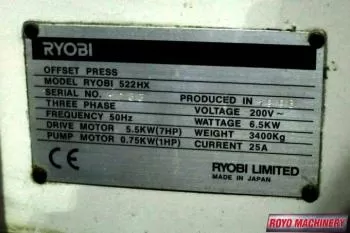 RYOBI
OFFSET PRESS
MODEL RYOBI 522HX
SERIAL NO.
THREE PHASE PRODUCED IN
FREQUENCY 50Hz VOLTAGE 200V~
DRIVE MOTOR 5.5KW(7HP) WATTAGE 6.5KW
PUMP MOTOR 0.75KW(1HP) WEIGHT 3400Kg
CURRENT 25A
CE
RYOBI LIMITED
MADE IN JAPAN
ROYO MACHINERY